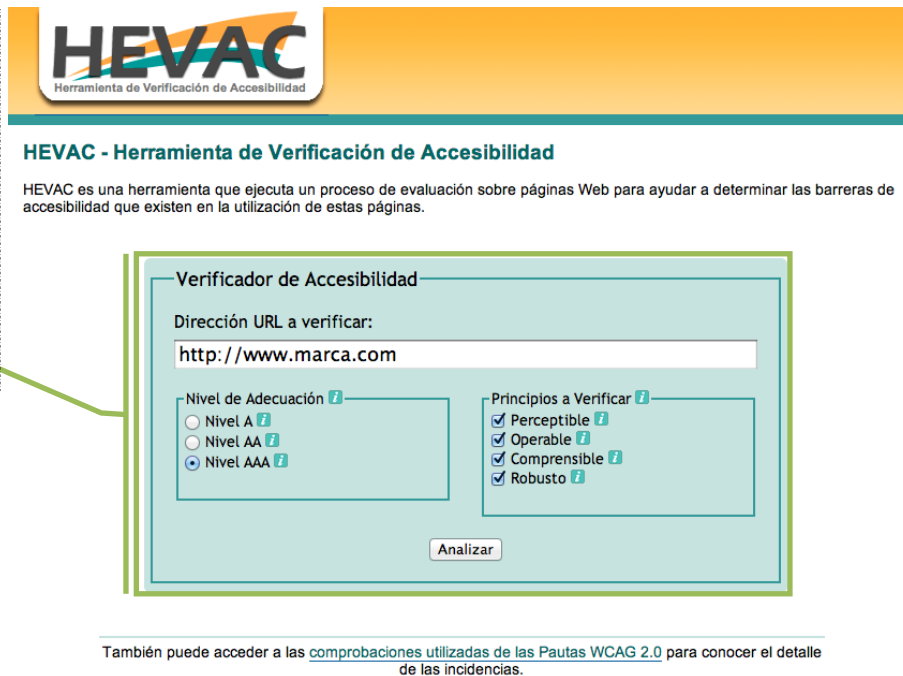 HEVAC
Herramienta de Verificación de Accesibilidad
HEVAC - Herramienta de Verificación de Accesibilidad
HEVAC es una herramienta que ejecuta un proceso de evaluación sobre páginas Web para ayudar a determinar las barreras de
accesibilidad que existen en la utilización de estas páginas.
Verificador de Accesibilidad
Dirección URL a verificar:
http://www.marca.com
Nivel de Adecuación i
Nivel A i
Nivel AA i
Nivel AAA i
Principios a Verificar i
Perceptible i
Operable i
Comprensible i
Robusto i
Analizar
También puede acceder a las comprobaciones utilizadas de las Pautas WCAG 2.0 para conocer el detalle
de las incidencias.